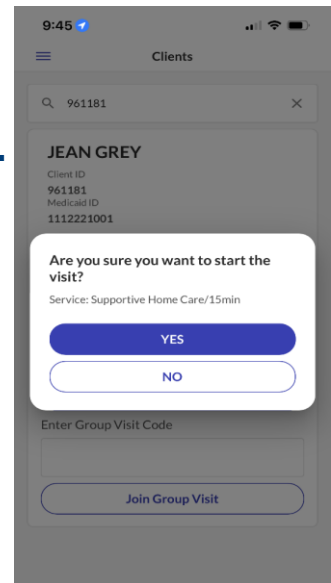 9:45
Clients
961181
JEAN GREY
Client ID
961181
Medicaid ID
1112221001
Are you sure you want to start the
visit?
Service: Supportive Home Care/15min
YES
NO
Enter Group Visit Code
Join Group Visit